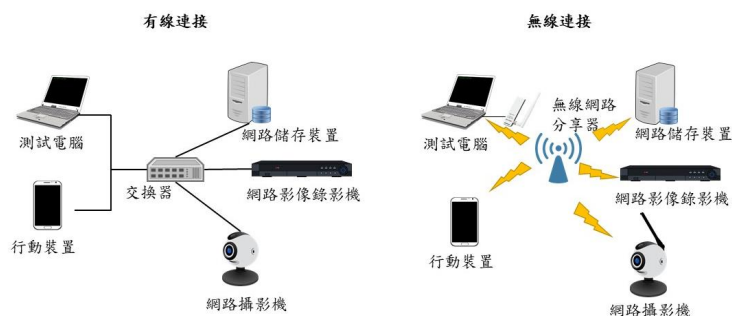 有線連接
測試電腦
網路儲存裝置
交換器
網路影像錄影機
行動裝置
網路攝影機
無線連接
無線網路
分享器
測試電腦
網路儲存裝置
網路影像錄影機
行動裝置
網路攝影機